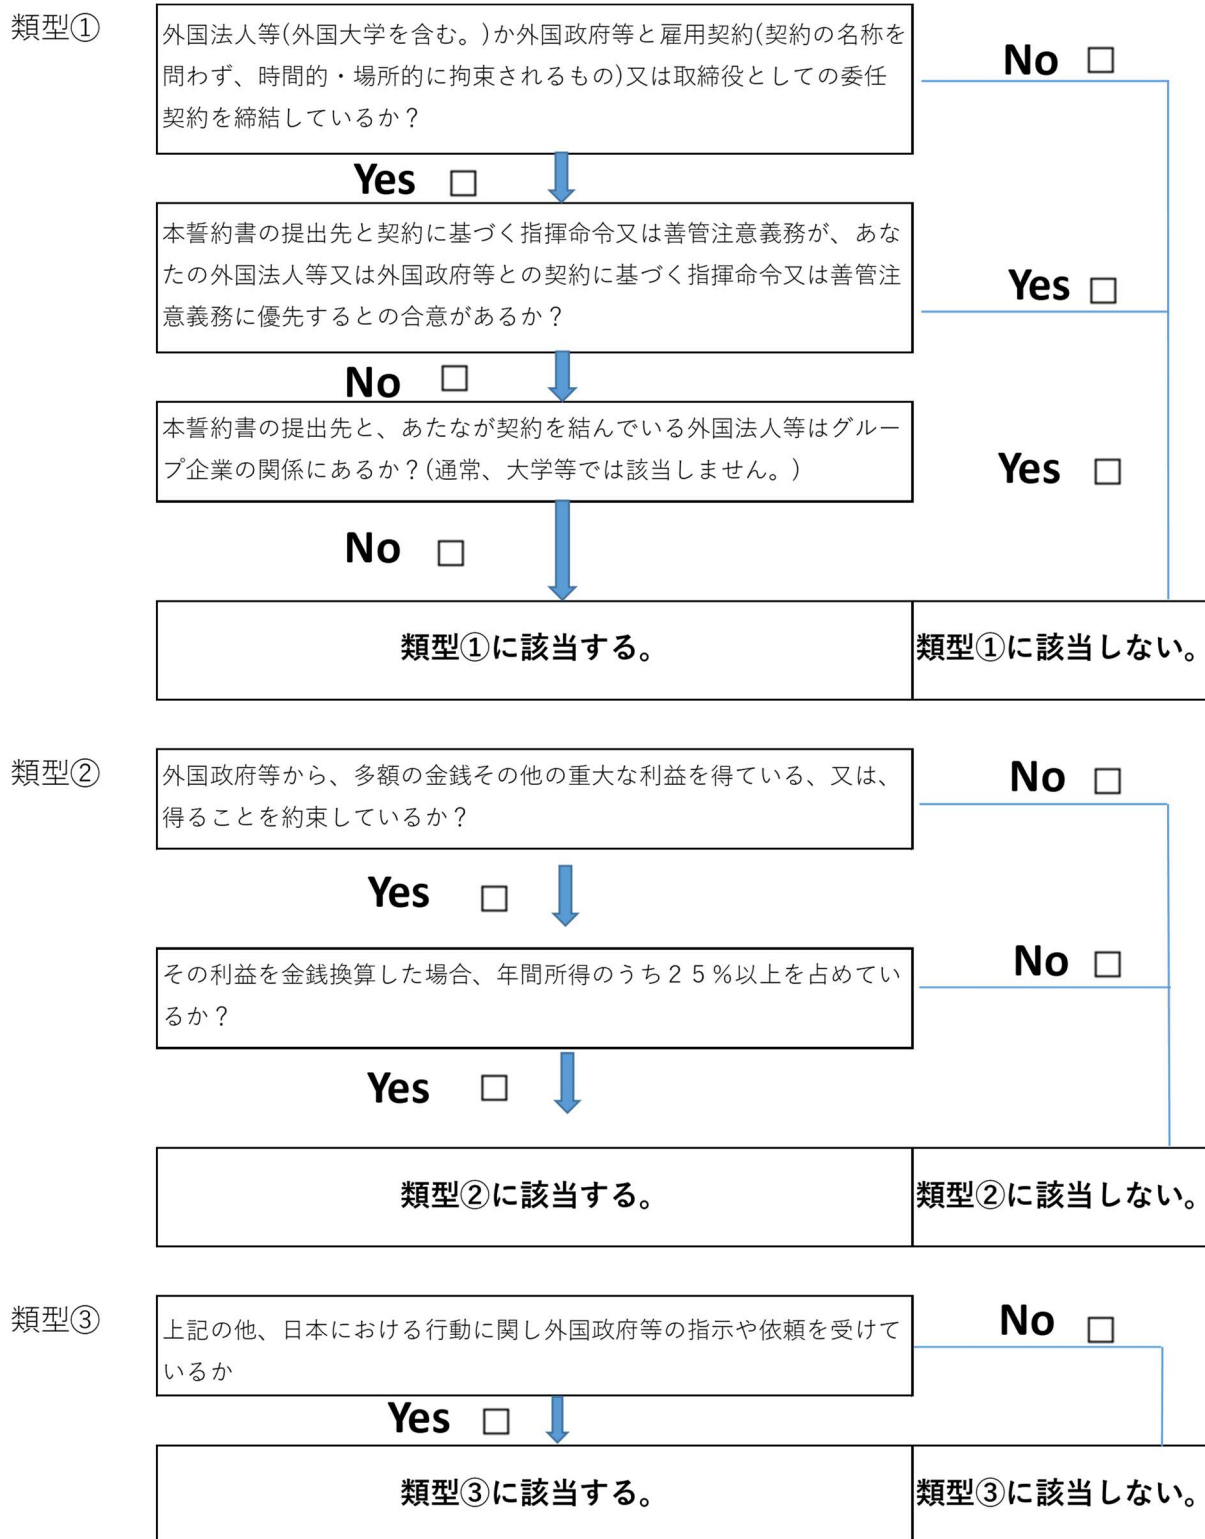 類型①
外国法人等(外国大学を含む。)か外国政府等と雇用契約(契約の名称を
問わず、時間的・場所的に拘束されるもの)又は取締役としての委任
契約を締結しているか？
No □
Yes □
本誓約書の提出先と契約に基づく指揮命令又は善管注意義務が、あな
たの外国法人等又は外国政府等との契約に基づく指揮命令又は善管注
意義務に優先するとの合意があるか？
Yes □
No □
本誓約書の提出先と、あたなが契約を結んでいる外国法人等はグルー
プ企業の関係にあるか？(通常、大学等では該当しません。)
Yes □
No □
類型①に該当する。
類型①に該当しない。
類型②
外国政府等から、多額の金銭その他の重大な利益を得ている、又は、
得ることを約束しているか？
No □
Yes □
その利益を金銭換算した場合、年間所得のうち２５%以上を占めてい
るか？
No □
Yes □
類型②に該当する。
類型②に該当しない。
類型③
上記の他、日本における行動に関し外国政府等の指示や依頼を受けて
いるか
No □
Yes □
類型③に該当する。
類型③に該当しない。